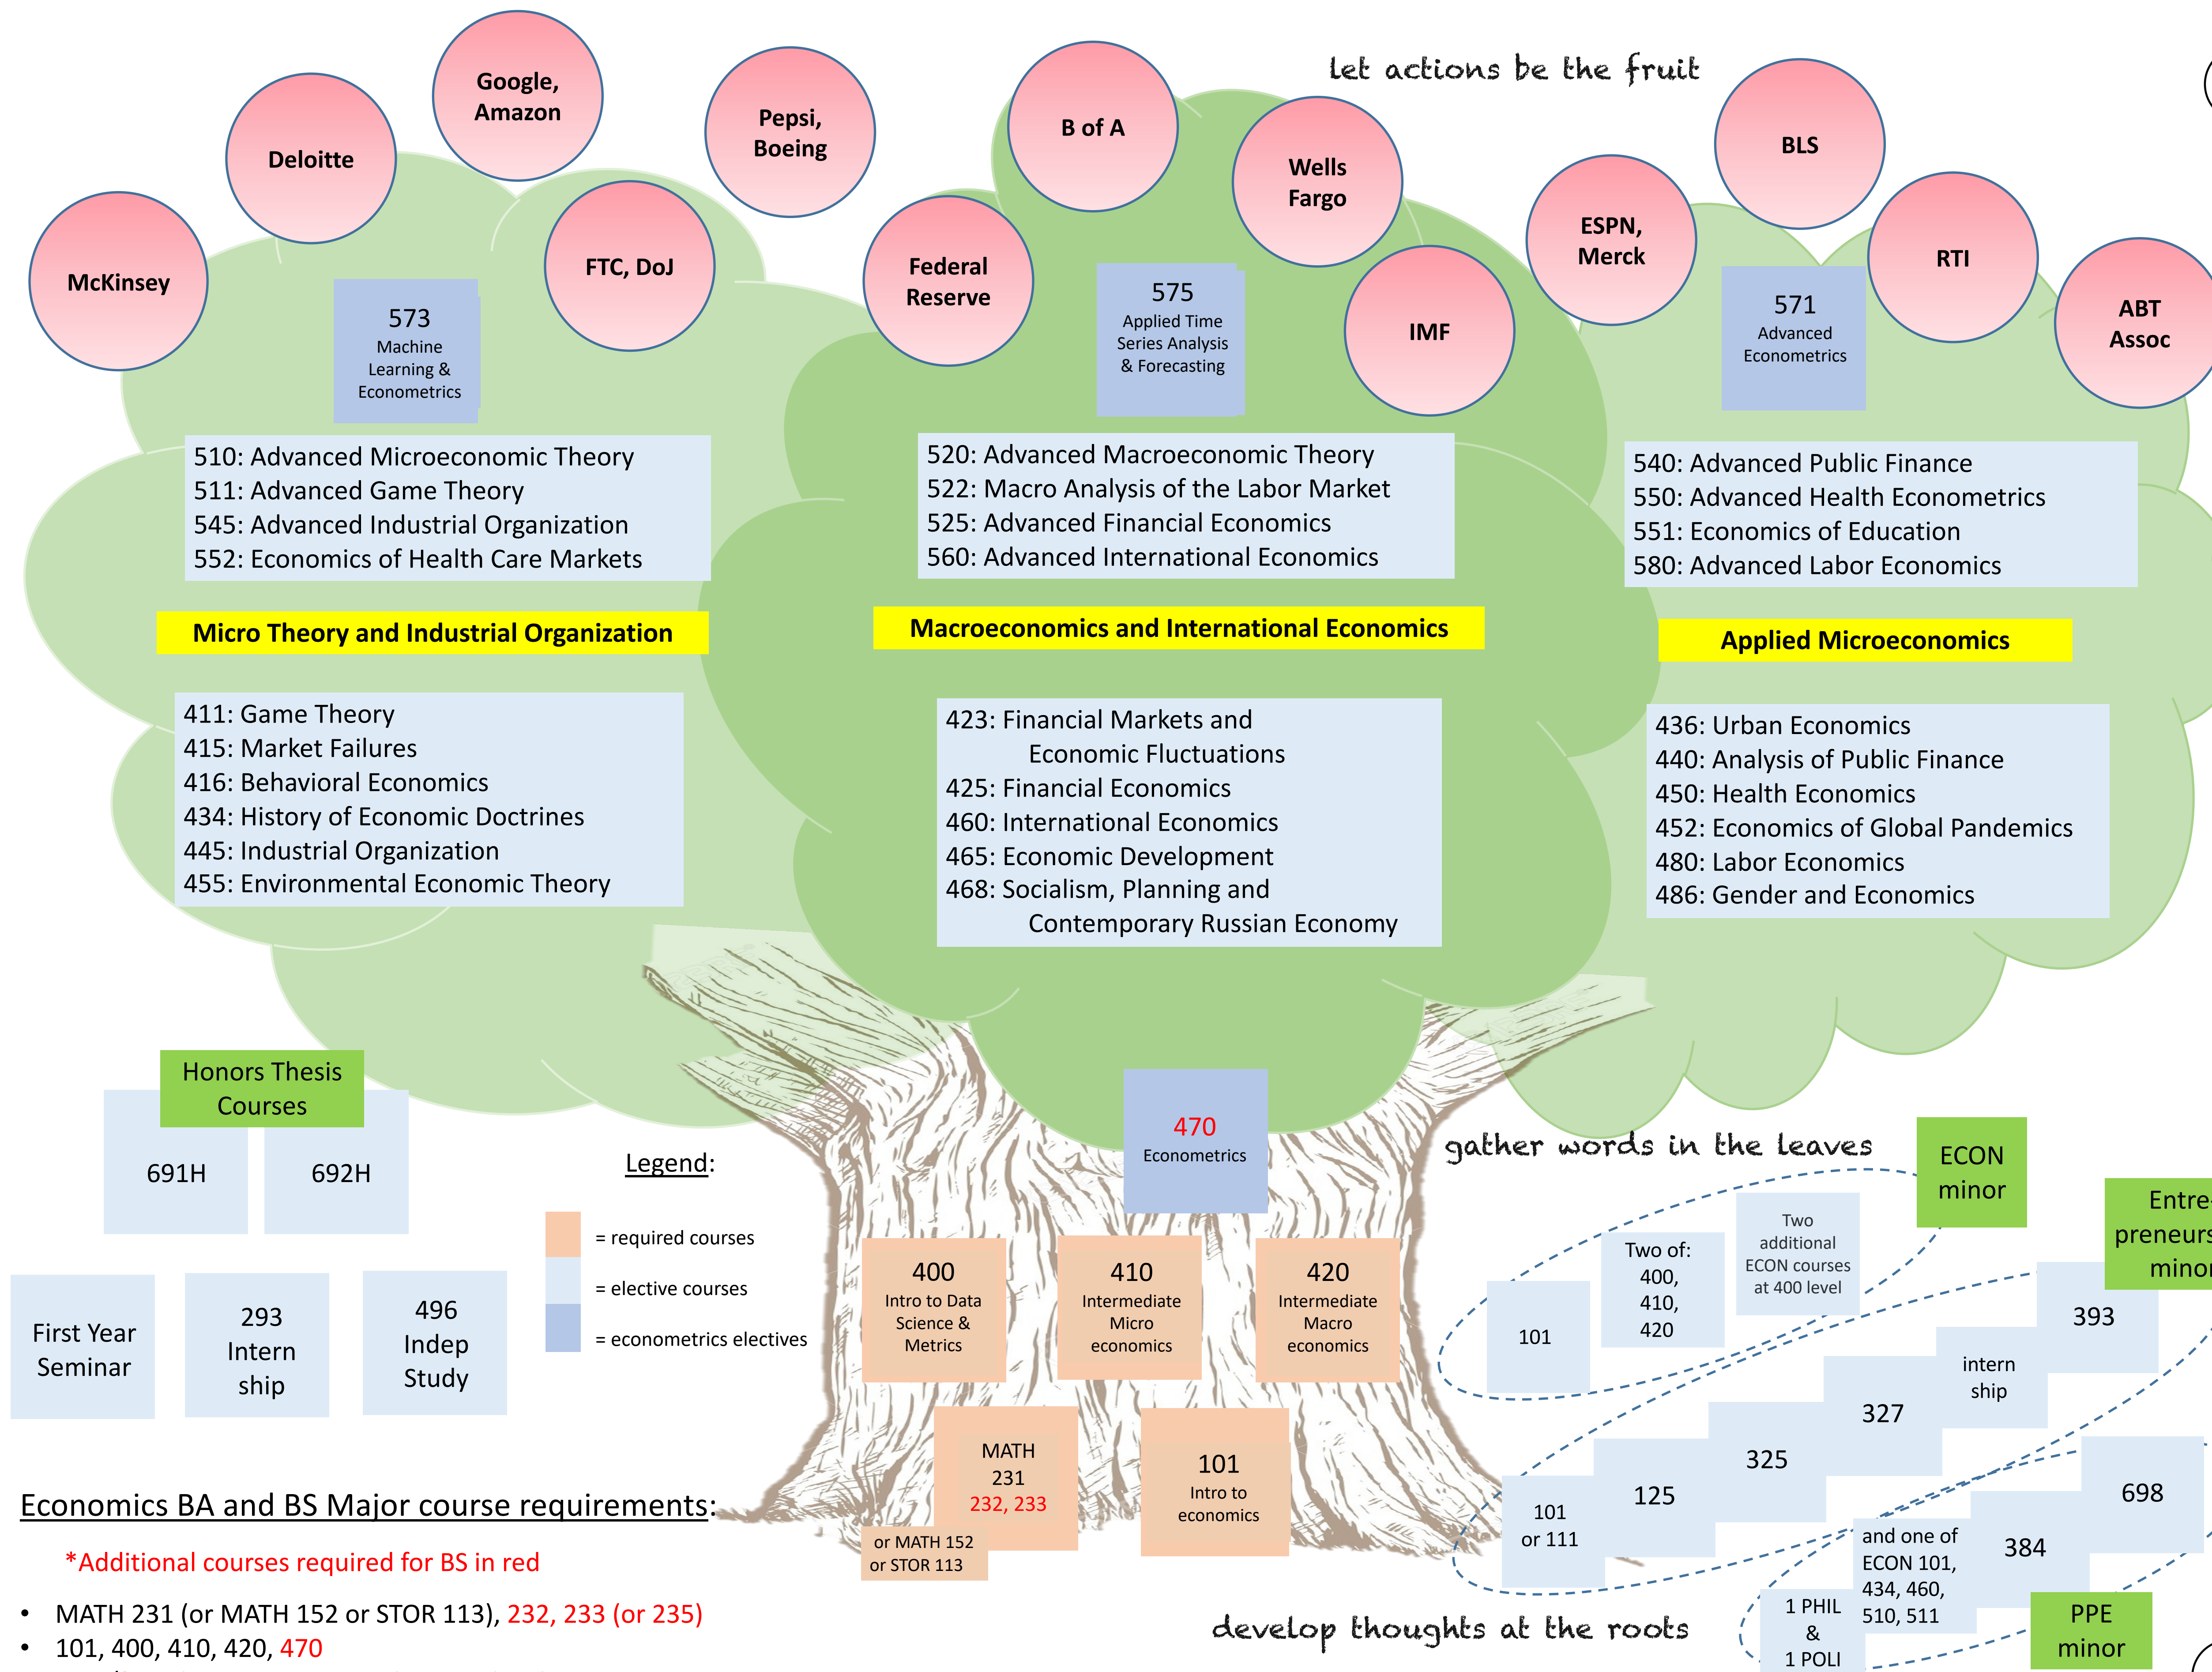 let actions be the fruit
Google,
Amazon
Deloitte
Pepsi,
Boeing
B of A
Wells
Fargo
BLS
ESPN,
Merck
RTI
McKinsey
FTC, DoJ
Federal
Reserve
IMF
ABT
Assoc
573
Machine
Learning &
Econometrics
575
Applied Time
Series Analysis
& Forecasting
571
Advanced
Econometrics
510: Advanced Microeconomic Theory
511: Advanced Game Theory
545: Advanced Industrial Organization
552: Economics of Health Care Markets
520: Advanced Macroeconomic Theory
522: Macro Analysis of the Labor Market
525: Advanced Financial Economics
560: Advanced International Economics
540: Advanced Public Finance
550: Advanced Health Econometrics
551: Economics of Education
580: Advanced Labor Economics
Micro Theory and Industrial Organization
Macroeconomics and International Economics
Applied Microeconomics
411: Game Theory
415: Market Failures
416: Behavioral Economics
434: History of Economic Doctrines
445: Industrial Organization
455: Environmental Economic Theory
423: Financial Markets and
Economic Fluctuations
425: Financial Economics
460: International Economics
465: Economic Development
468: Socialism, Planning and
Contemporary Russian Economy
436: Urban Economics
440: Analysis of Public Finance
450: Health Economics
452: Economics of Global Pandemics
480: Labor Economics
486: Gender and Economics
Honors Thesis
Courses
691H
692H
First Year
Seminar
293
Intern
ship
496
Indep
Study
Legend:
= required courses
= elective courses
= econometrics electives
470
Econometrics
400
Intro to Data
Science &
Metrics
410
Intermediate
Micro
economics
420
Intermediate
Macro
economics
MATH
231
232, 233
or MATH 152
or STOR 113
101
Intro to
economics
gather words in the leaves
ECON
minor
Two
additional
ECON courses
at 400 level
Two of:
400,
410,
420
101
Entre-
preneurs
minor
393
intern
ship
327
325
125
101
or 111
698
384
and one of
ECON 101,
434, 460,
510, 511
1 PHIL
&
1 POLI
PPE
minor
develop thoughts at the roots
Economics BA and BS Major course requirements:
*Additional courses required for BS in red
• MATH 231 (or MATH 152 or STOR 113), 232, 233 (or 235)
• 101, 400, 410, 420, 470